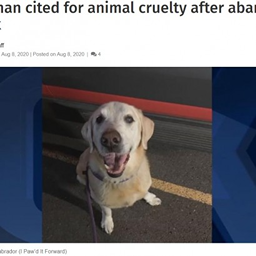 man cited for animal cruelty after aban
Aug 8, 2020 | Posted on Aug 8, 2020 | 4
brador (I Paw'd It Forward)